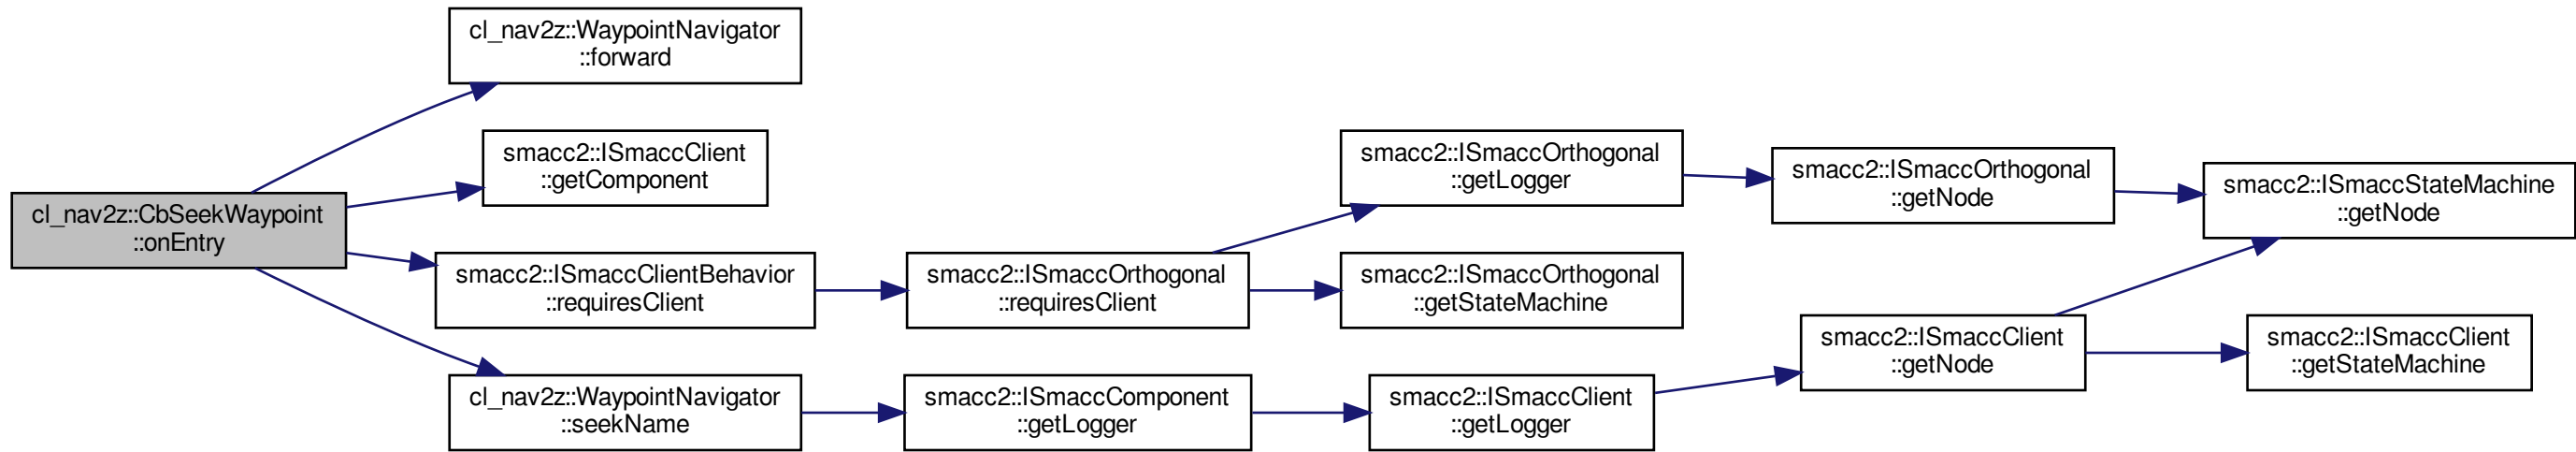 cl_nav2z::CbSeekWaypoint
::onEntry
cl_nav2z::WaypointNavigator
::forward
smacc2::ISmaccClient
::getComponent
smacc2::ISmaccClientBehavior
::requiresClient
cl_nav2z::WaypointNavigator
::seekName
smacc2::ISmaccOrthogonal
::requiresClient
smacc2::ISmaccComponent
::getLogger
smacc2::ISmaccOrthogonal
::getLogger
smacc2::ISmaccOrthogonal
::getStateMachine
smacc2::ISmaccClient
::getLogger
smacc2::ISmaccOrthogonal
::getNode
smacc2::ISmaccClient
::getNode
smacc2::ISmaccStateMachine
::getNode
smacc2::ISmaccClient
::getStateMachine